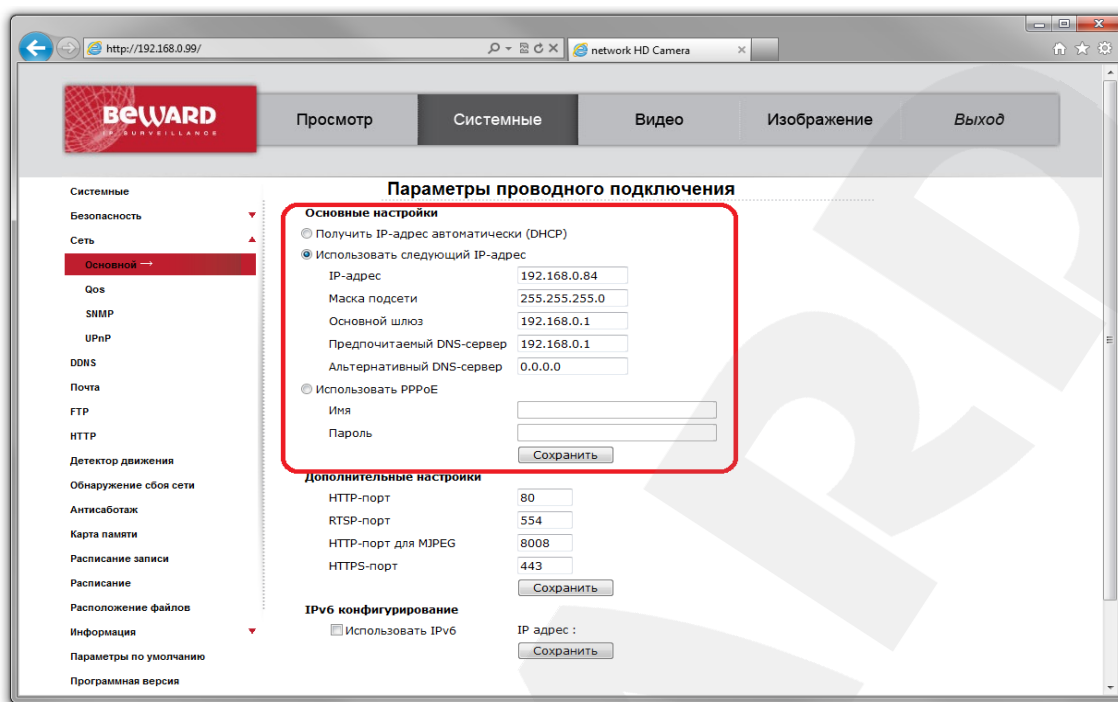 http://192.168.0.99/
network HD Camera
BEWARD
IP SURVEILLANCE
Просмотр
Системные
Видео
Изображение
Выход
Системные
Безопасность
Сеть
Основной →
Qos
SNMP
UPnP
DDNS
Почта
FTP
HTTP
Детектор движения
Обнаружение сбоя сети
Антисаботаж
Карта памяти
Расписание записи
Расписание
Расположение файлов
Информация
Параметры по умолчанию
Программная версия
Параметры проводного подключения
Основные настройки
Получить IP-адрес автоматически (DHCP)
Использовать следующий IP-адрес
IP-адрес 192.168.0.84
Маска подсети 255.255.255.0
Основной шлюз 192.168.0.1
Предпочитаемый DNS-сервер 192.168.0.1
Альтернативный DNS-сервер 0.0.0.0
Использовать PPPoE
Имя
Пароль
Сохранить
Дополнительные настройки
HTTP-порт 80
RTSP-порт 554
HTTP-порт для MJPEG 8008
HTTPS-порт 443
Сохранить
IPv6 конфигурирование
Использовать IPv6 IP адрес :
Сохранить